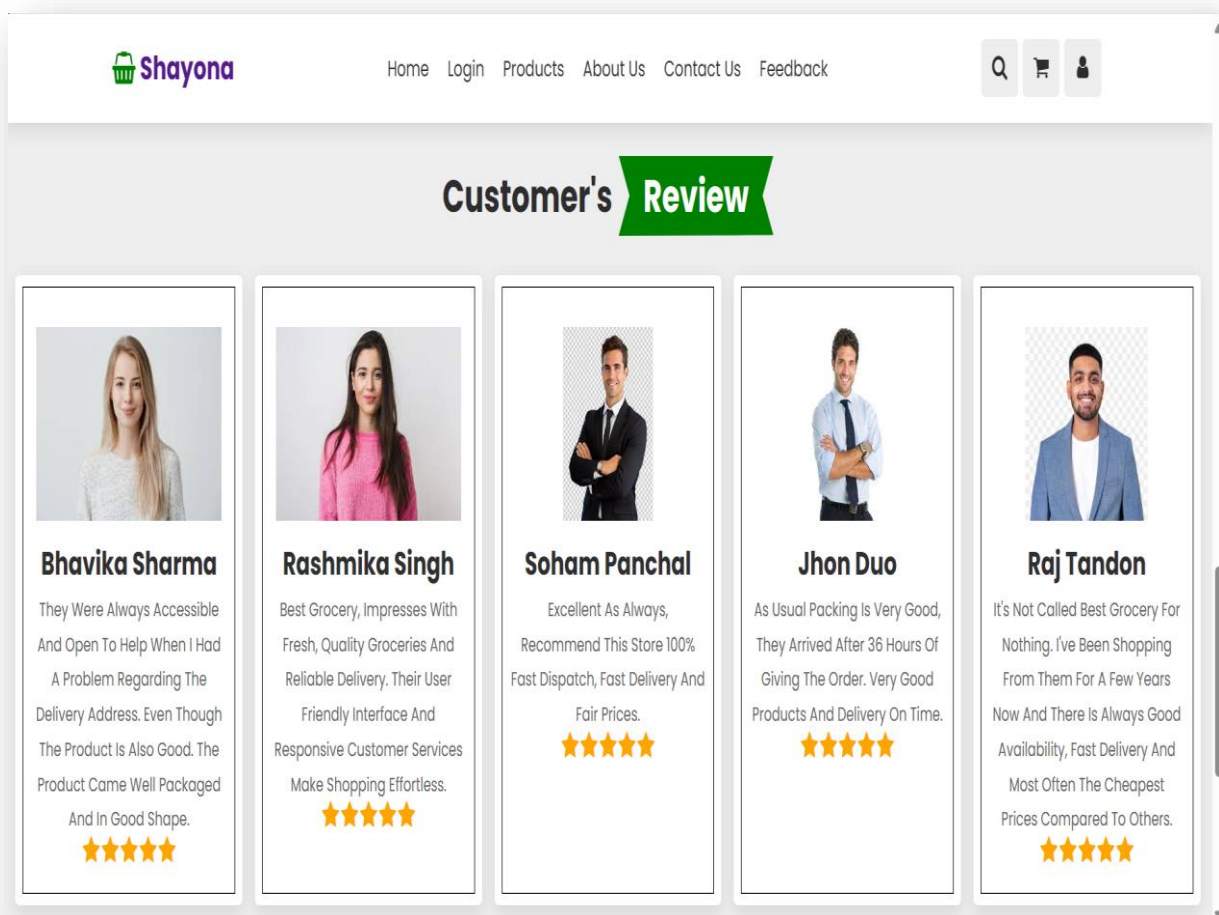 Shayona
Home Login Products About Us Contact Us Feedback
Customer's Review
Bhavika Sharma
They Were Always Accessible
And Open To Help When I Had
A Problem Regarding The
Delivery Address. Even Though
The Product Is Also Good. The
Product Came Well Packaged
And In Good Shape.
Rashmika Singh
Best Grocery, Impresses With
Fresh, Quality Groceries And
Reliable Delivery. Their User
Friendly Interface And
Responsive Customer Services
Make Shopping Effortless.
Soham Panchal
Excellent As Always,
Recommend This Store 100%
Fast Dispatch, Fast Delivery And
Fair Prices.
Jhon Duo
As Usual Packing Is Very Good,
They Arrived After 36 Hours Of
Giving The Order. Very Good
Products And Delivery On Time.
Raj Tandon
It's Not Called Best Grocery For
Nothing. I've Been Shopping
From Them For A Few Years
Now And There Is Always Good
Availability, Fast Delivery And
Most Often The Cheapest
Prices Compared To Others.